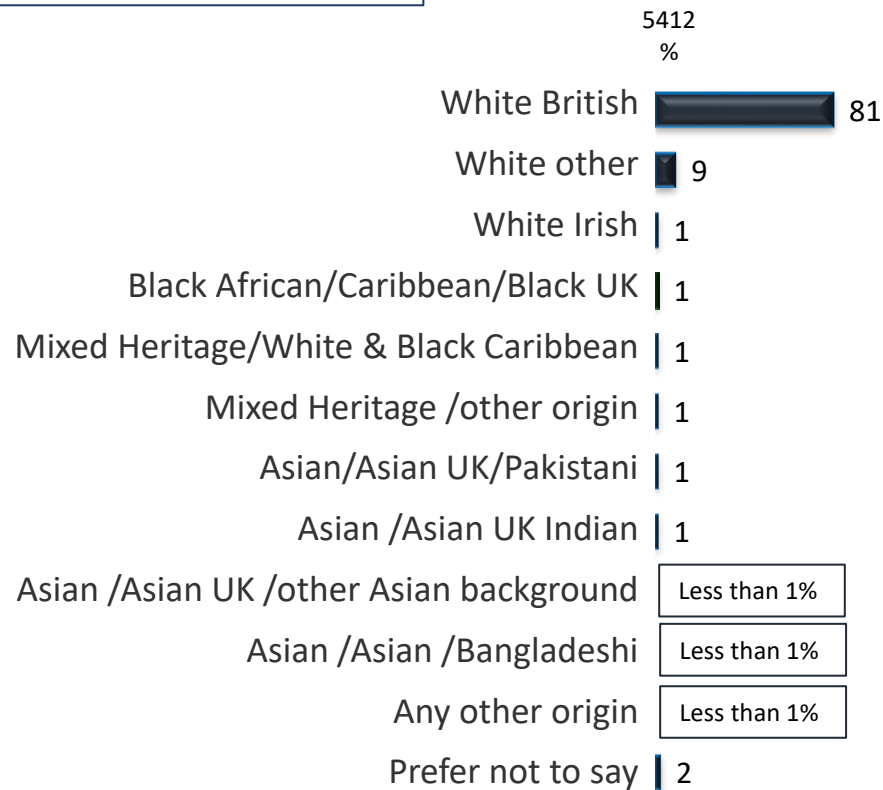 5412
%
White British 81
White other 9
White Irish 1
Black African/Caribbean/Black UK 1
Mixed Heritage/White & Black Caribbean 1
Mixed Heritage /other origin 1
Asian/Asian UK/Pakistani 1
Asian /Asian UK Indian 1
Asian /Asian UK /other Asian background Less than 1%
Asian /Asian /Bangladeshi Less than 1%
Any other origin Less than 1%
Prefer not to say 2